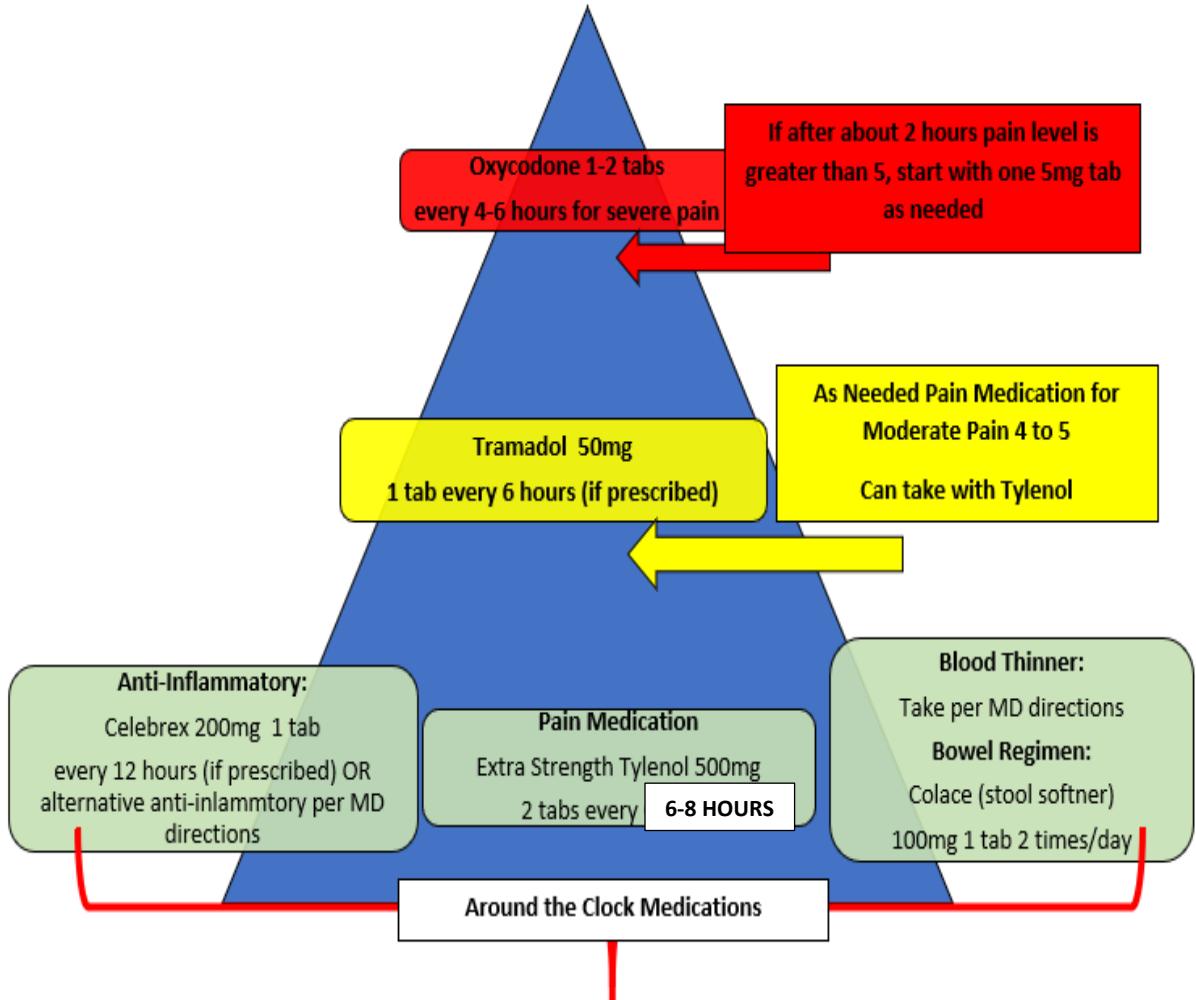 Oxycodone 1-2 tabs
every 4-6 hours for severe pain
If after about 2 hours pain level is
greater than 5, start with one 5mg tab
as needed
Tramadol 50mg
1 tab every 6 hours (if prescribed)
As Needed Pain Medication for
Moderate Pain 4 to 5
Can take with Tylenol
Anti-Inflammatory:
Celebrex 200mg 1 tab
every 12 hours (if prescribed) OR
alternative anti-inlammtory per MD
directions
Pain Medication
Extra Strength Tylenol 500mg
2 tabs every 6-8 HOURS
Blood Thinner:
Take per MD directions
Bowel Regimen:
Colace (stool softner)
100mg 1 tab 2 times/day
Around the Clock Medications